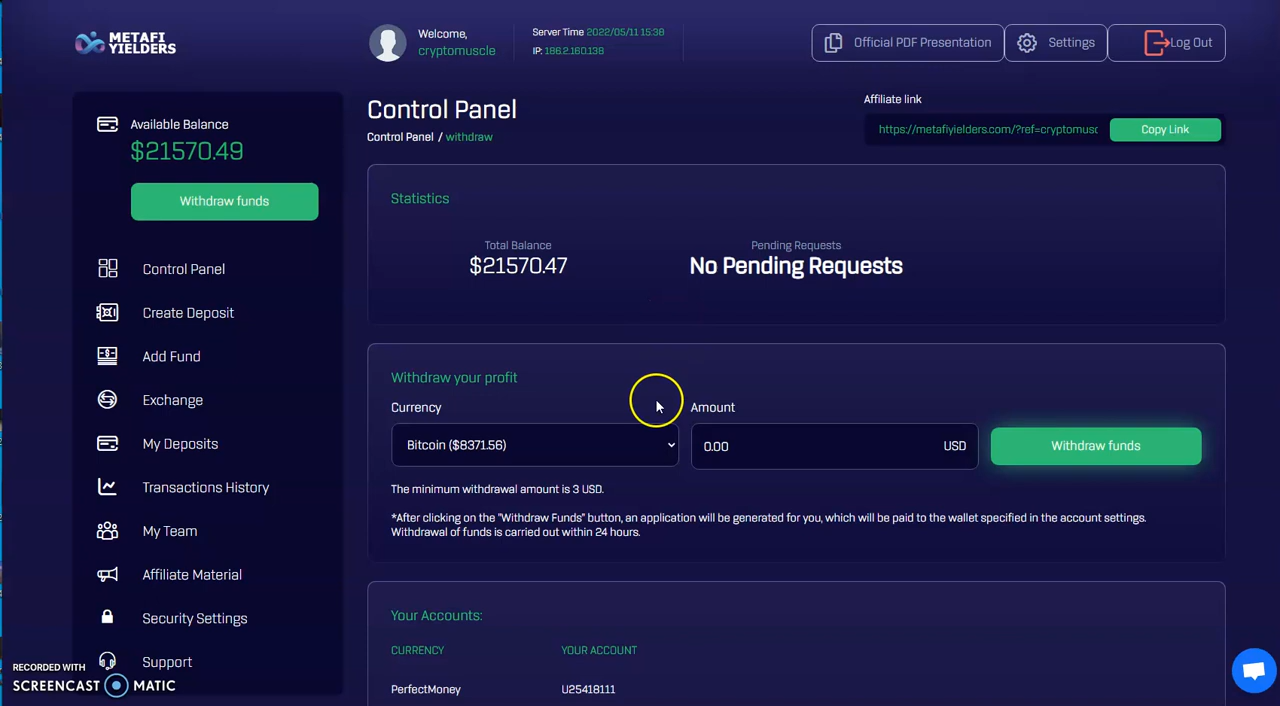 METAFI
YIELDERS
Welcome,
cryptomuscle
Server Time 2022/05/11 15:38
IP: 186.2.160.138
Official PDF Presentation
Settings
Log Out
Available Balance
$21570.49
Withdraw funds
Control Panel
Create Deposit
Add Fund
Exchange
My Deposits
Transactions History
My Team
Affiliate Material
Security Settings
Support
Control Panel
Control Panel / withdraw
Affiliate link
https://metafiyielders.com/?ref=cryptomusc
Copy Link
Statistics
Total Balance
$21570.47
Pending Requests
No Pending Requests
Withdraw your profit
Currency
Bitcoin ($8371.56)
Amount
0.00
USD
Withdraw funds
The minimum withdrawal amount is 3 USD.
*After clicking on the "Withdraw Funds" button, an application will be generated for you, which will be paid to the wallet specified in the account settings.
Withdrawal of funds is carried out within 24 hours.
Your Accounts:
CURRENCY
YOUR ACCOUNT
PerfectMoney
U25418111
RECORDED WITH
SCREENCAST MATIC